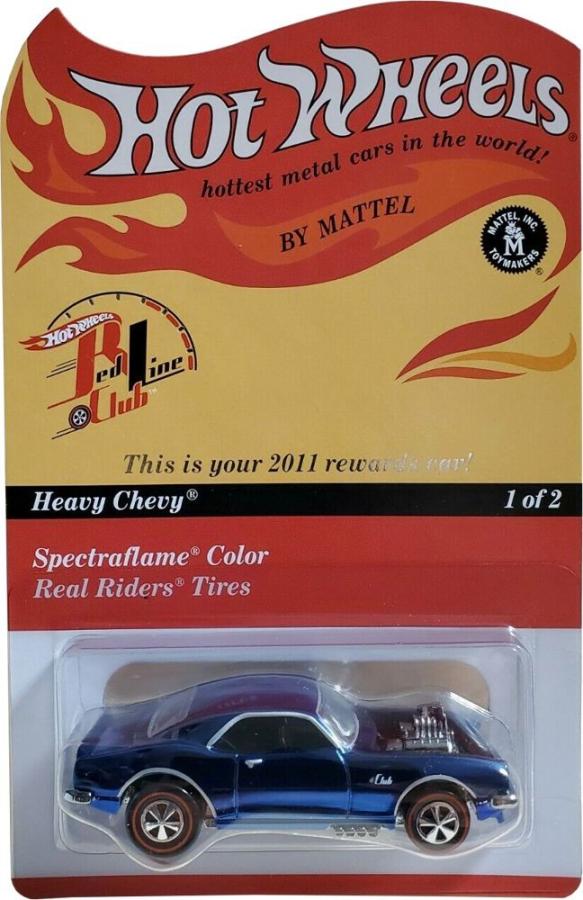 HOT WHEELS®
hottest metal cars in the world!
BY MATTEL
MATTEL, INC.
M
TOYMAKERS
®
HOT WHEELS
Red Line
Club™
This is your 2011 rewards car!
Heavy Chevy® 1 of 2
Spectraflame® Color
Real Riders® Tires
Club